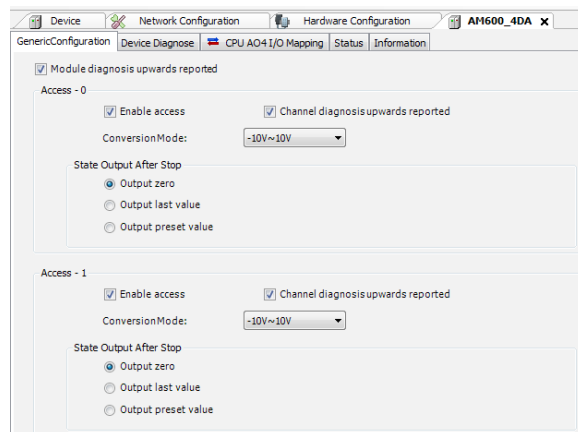 Device Network Configuration Hardware Configuration AM600_4DA X
GenericConfiguration Device Diagnose CPU AO4 I/O Mapping Status Information
Module diagnosis upwards reported
Access - 0
Enable access Channel diagnosis upwards reported
ConversionMode: -10V~10V
State Output After Stop
Output zero
Output last value
Output preset value
Access - 1
Enable access Channel diagnosis upwards reported
ConversionMode: -10V~10V
State Output After Stop
Output zero
Output last value
Output preset value